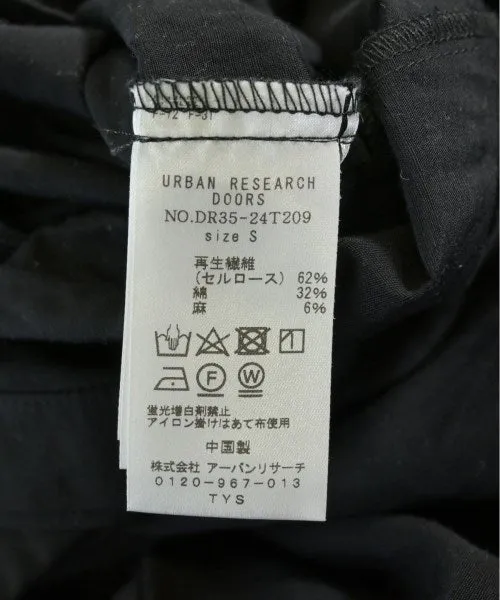 URBAN RESEARCH
DOORS
NO.DR35-24T209
size S
再生繊維
(セルロース) 62%
綿 32%
麻 6%
F
W
蛍光増白剤禁止
アイロン掛けはあて布使用
中国製
株式会社 アーバンリサーチ
0120-967-013
TYS